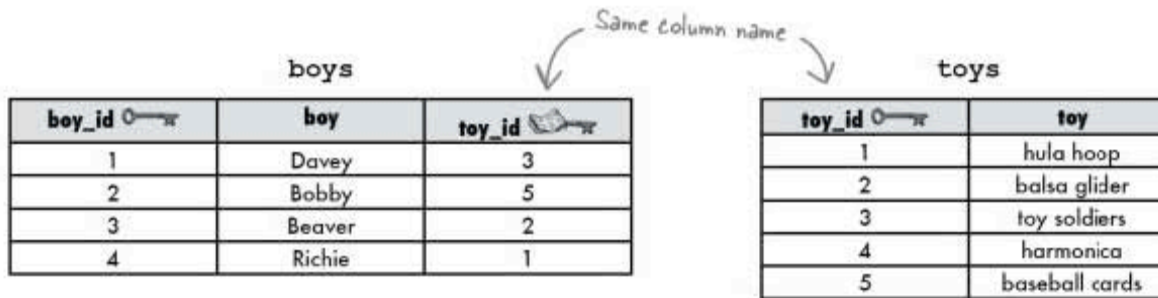 Same column name
boys
boy_id boy toy_id
1 Davey 3
2 Bobby 5
3 Beaver 2
4 Richie 1
toys
toy_id toy
1 hula hoop
2 balsa glider
3 toy soldiers
4 harmonica
5 baseball cards